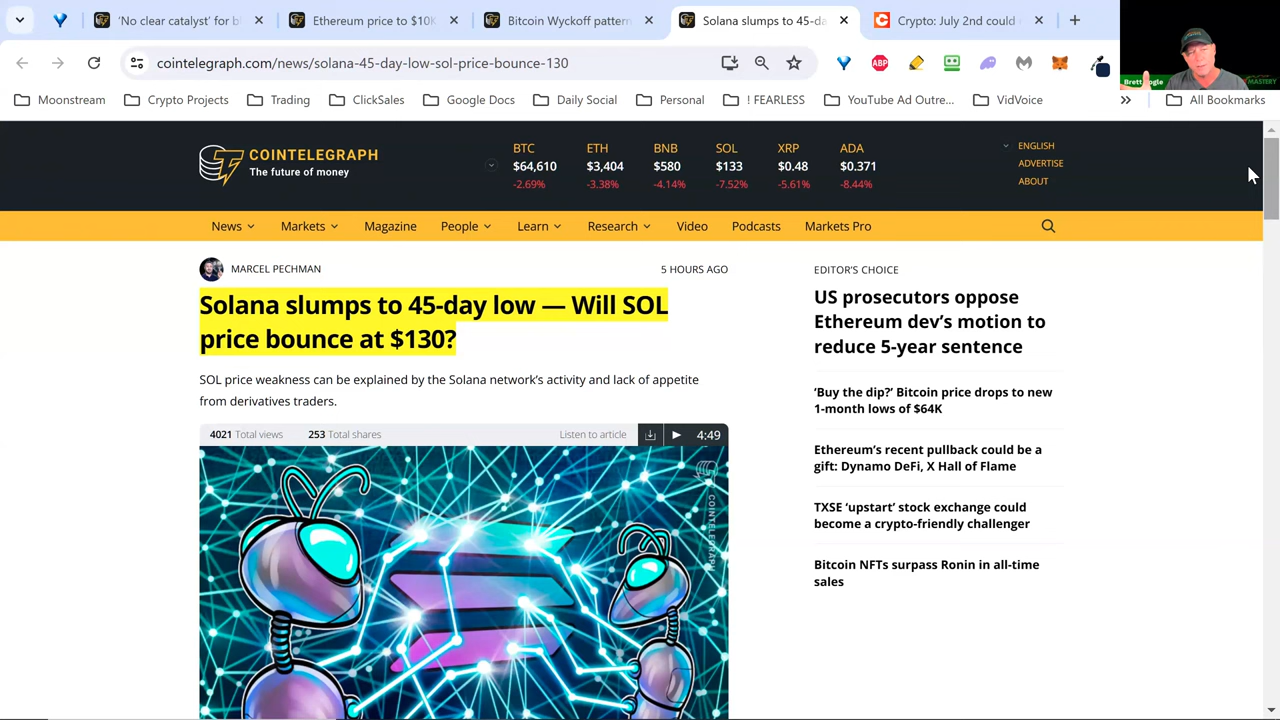 'No clear catalyst' for b
Ethereum price to $10K
Bitcoin Wyckoff pattern
Solana slumps to 45-da
Crypto: July 2nd could
cointelegraph.com/news/solana-45-day-low-sol-price-bounce-130
ABP
Moonstream
Crypto Projects
Trading
ClickSales
Google Docs
Daily Social
Personal
! FEARLESS
YouTube Ad Outre...
VidVoice
All Bookmarks
MASTERY
COINTELEGRAPH
The future of money
BTC ETH BNB SOL XRP ADA
$64,610 $3,404 $580 $133 $0.48 $0.371
-2.69% -3.38% -4.14% -7.52% -5.61% -8.44%
ENGLISH
ADVERTISE
ABOUT
News Markets Magazine People Learn Research Video Podcasts Markets Pro
MARCEL PECHMAN
5 HOURS AGO
Solana slumps to 45-day low — Will SOL
price bounce at $130?
SOL price weakness can be explained by the Solana network's activity and lack of appetite
from derivatives traders.
4021 Total views 253 Total shares Listen to article 4:49
COINTELEGRAPH
EDITOR'S CHOICE
US prosecutors oppose
Ethereum dev's motion to
reduce 5-year sentence
'Buy the dip?' Bitcoin price drops to new
1-month lows of $64K
Ethereum's recent pullback could be a
gift: Dynamo DeFi, X Hall of Flame
TXSE 'upstart' stock exchange could
become a crypto-friendly challenger
Bitcoin NFTs surpass Ronin in all-time
sales